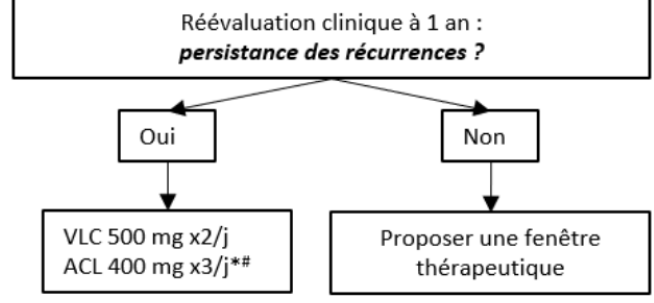 Réévaluation clinique à 1 an :
persistance des récurrences ?
Oui
Non
VLC 500 mg x2/j
ACL 400 mg x3/j*#
Proposer une fenêtre
thérapeutique